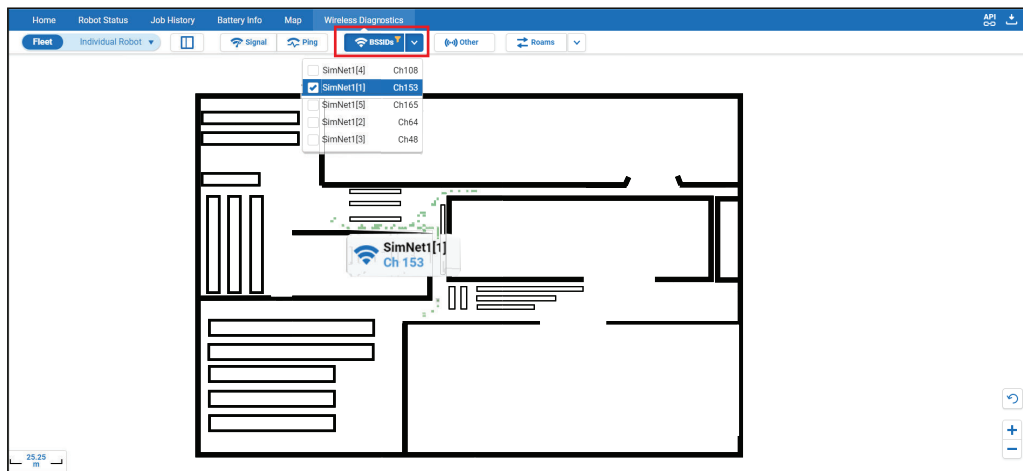 Home Robot Status Job History Battery Info Map Wireless Diagnostics API
Fleet Individual Robot Signal Ping BSSIDs Other Roams
SimNet1[4] Ch108
SimNet1[1] Ch153
SimNet1[5] Ch165
SimNet1[2] Ch64
SimNet1[3] Ch48
SimNet1[1]
Ch 153
25.25
m